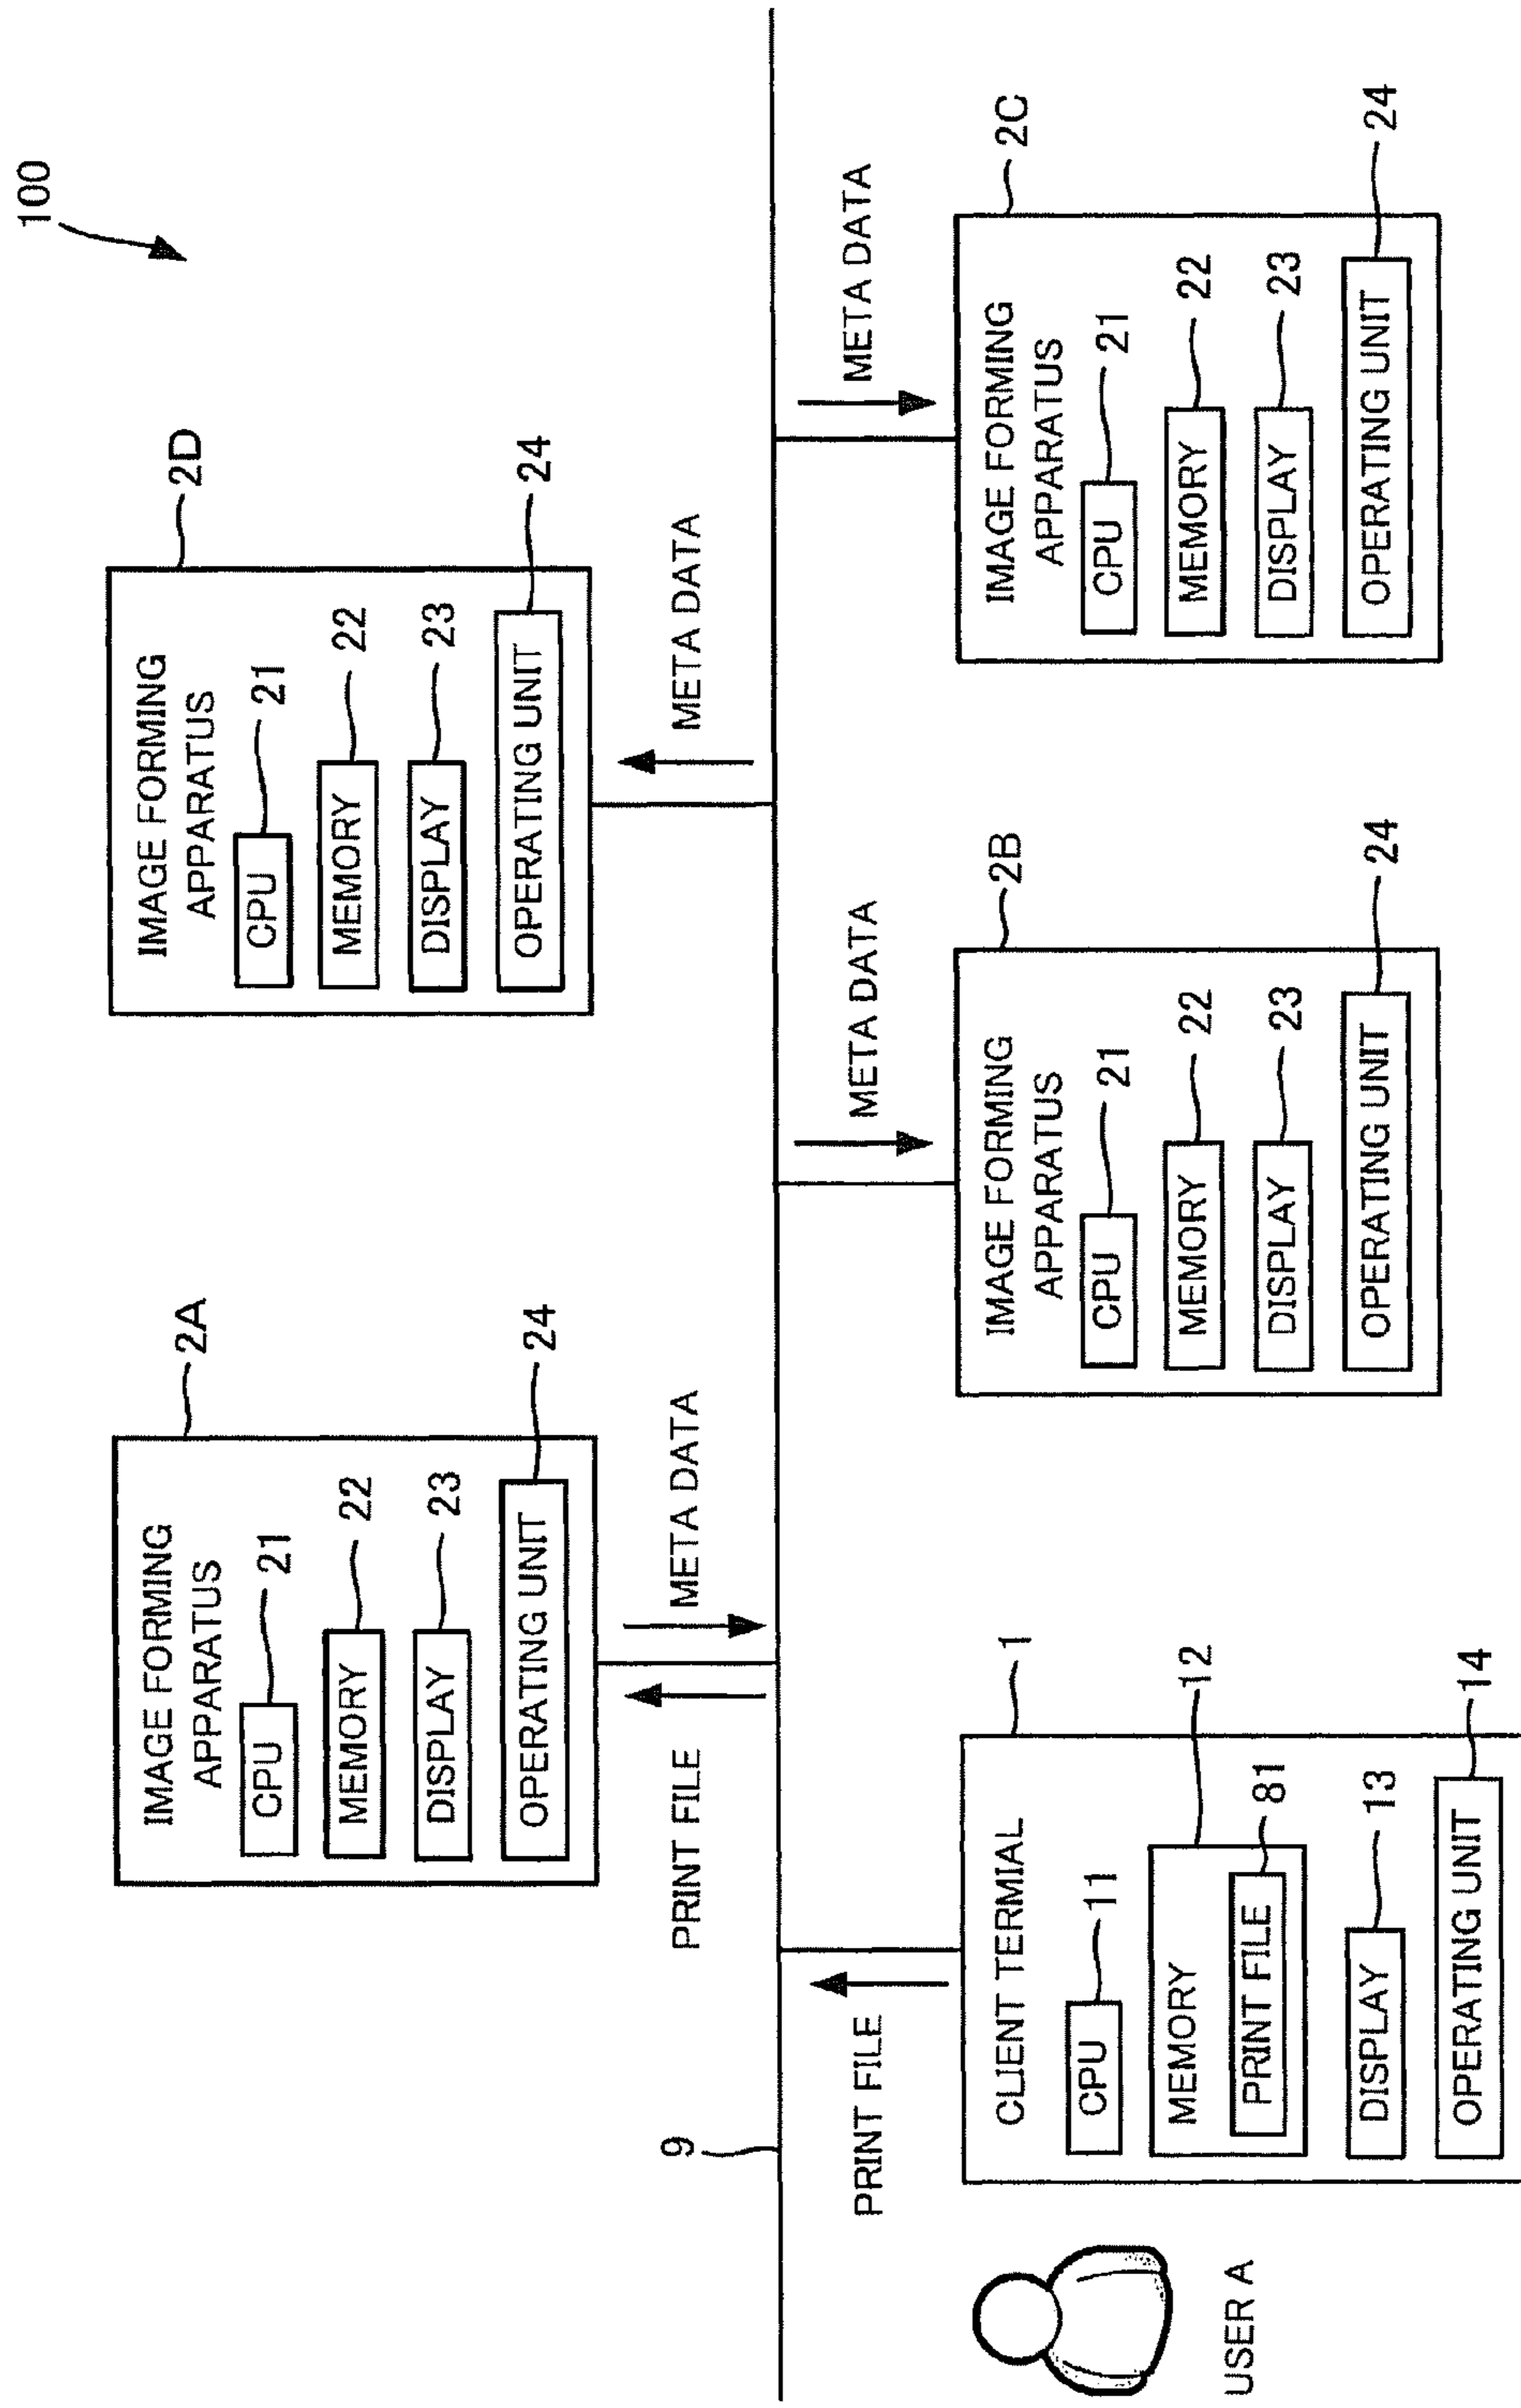 100
2A
IMAGE FORMING
APPARATUS
CPU
21
MEMORY
22
DISPLAY
23
OPERATING UNIT
24
2D
IMAGE FORMING
APPARATUS
CPU
21
MEMORY
22
DISPLAY
23
OPERATING UNIT
24
PRINT FILE
META DATA
META DATA
9
PRINT FILE
META DATA
META DATA
USER A
1
CLIENT TERMIAL
CPU
11
MEMORY
12
PRINT FILE
81
DISPLAY
13
OPERATING UNIT
14
2B
IMAGE FORMING
APPARATUS
CPU
21
MEMORY
22
DISPLAY
23
OPERATING UNIT
24
2C
IMAGE FORMING
APPARATUS
CPU
21
MEMORY
22
DISPLAY
23
OPERATING UNIT
24